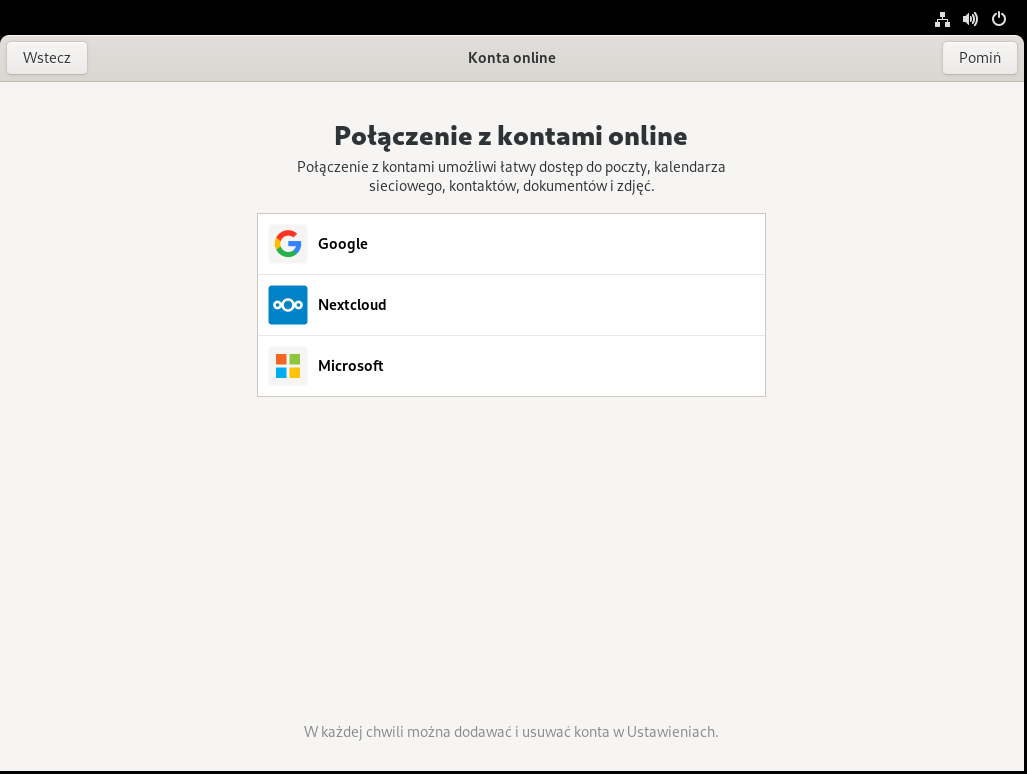 Wstecz
Konta online
Pomiń
Połączenie z kontami online
Połączenie z kontami umożliwi łatwy dostęp do poczty, kalendarza
sieciowego, kontaktów, dokumentów i zdjęć.
Google
Nextcloud
Microsoft
W każdej chwili można dodawać i usuwać konta w Ustawieniach.